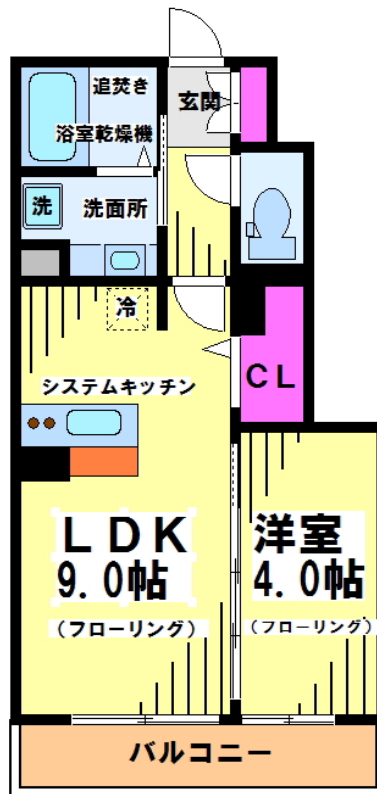 追焚き
玄関
浴室乾燥機
洗
洗面所
冷
CL
システムキッチン
LDK
9.0帖
(フローリング)
洋室
4.0帖
(フローリング)
バルコニー